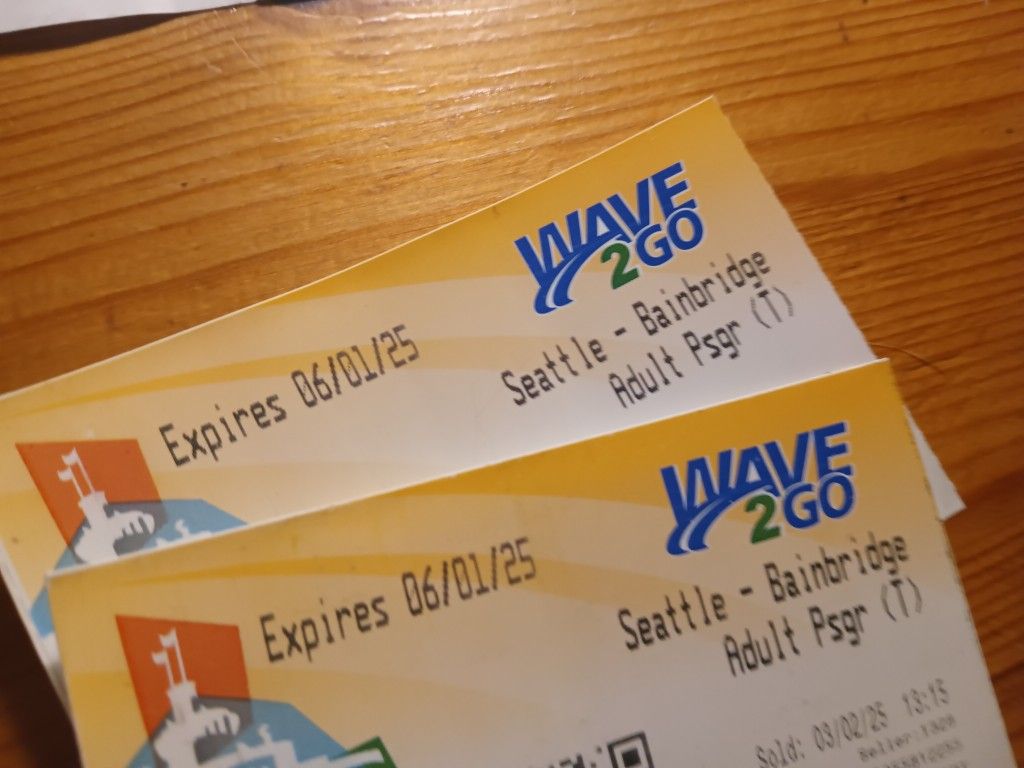 WAVE
2GO
Expires 06/01/25
Seattle - Bainbridge
Adult Psgr (T)
WAVE
2GO
Expires 06/01/25
Seattle - Bainbridge
Adult Psgr (T)
Sold: 03/02/25 13:15